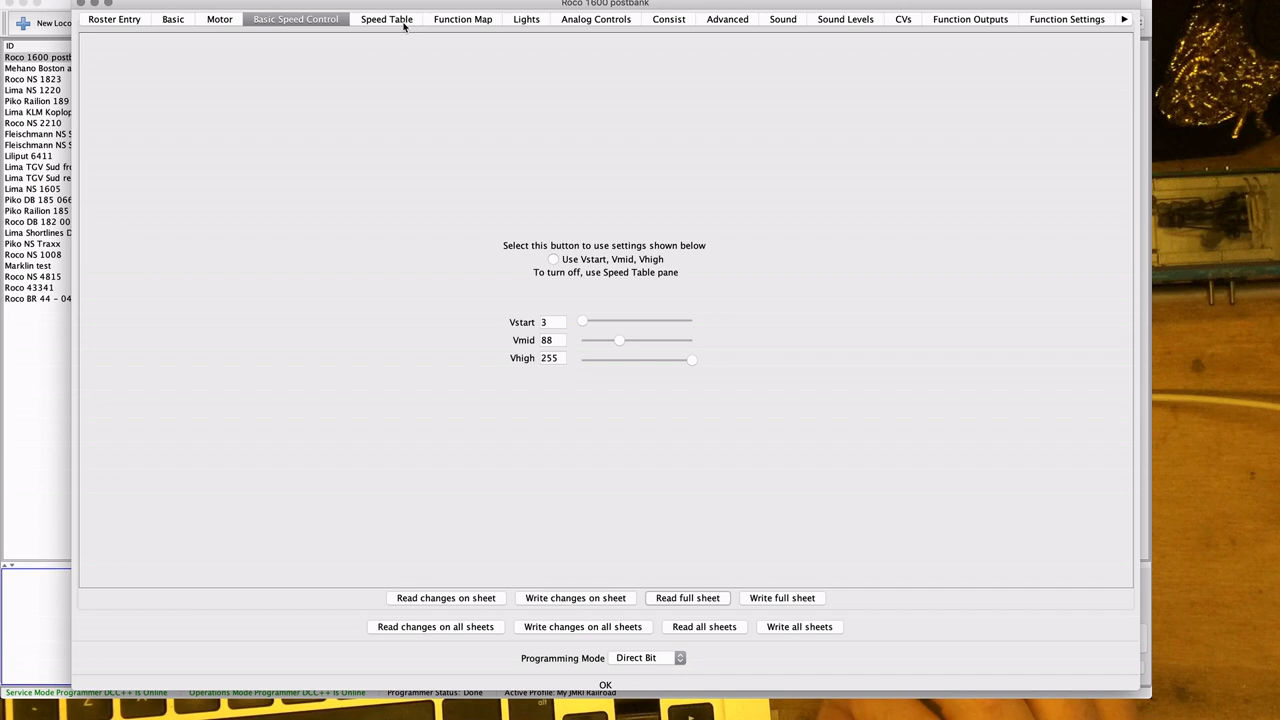 Roco 1600 postbank
Roster Entry Basic Motor Basic Speed Control Speed Table Function Map Lights Analog Controls Consist Advanced Sound Sound Levels CVs Function Outputs Function Settings
New Loco
ID
Roco 1600 postb
Mehano Boston a
Roco NS 1823
Lima NS 1220
Piko Railion 189
Lima KLM Koplop
Roco NS 2210
Fleischmann NS S
Fleischmann NS S
Liliput 6411
Lima TGV Sud fr
Lima TGV Sud re
Lima NS 1605
Piko DB 185 066
Piko Railion 185
Roco DB 182 00
Lima Shortlines D
Piko NS Traxx
Roco NS 1008
Marklin test
Roco NS 4815
Roco 43341
Roco BR 44 - 04
Select this button to use settings shown below
Use Vstart, Vmid, Vhigh
To turn off, use Speed Table pane
Vstart 3
Vmid 88
Vhigh 255
Read changes on sheet Write changes on sheet Read full sheet Write full sheet
Read changes on all sheets Write changes on all sheets Read all sheets Write all sheets
Programming Mode Direct Bit
OK
Service Mode Programmer DCC++ Is Online Operations Mode Programmer DCC++ Is Online Programmer Status: Done Active Profile: My JMRI Railroad
alt